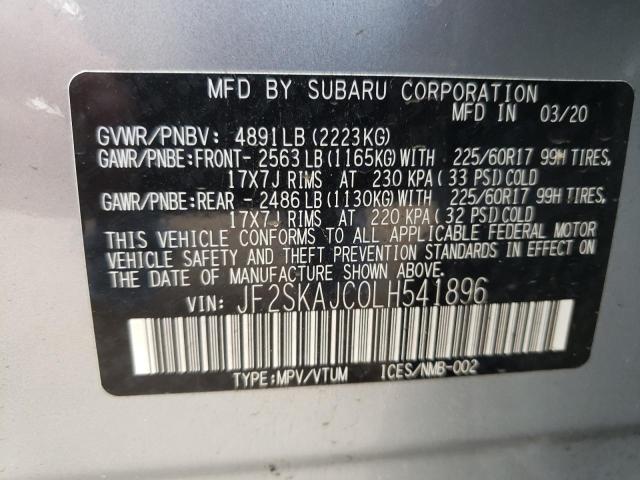 MFD BY SUBARU CORPORATION
MFD IN 03/20
GVWR/PNBV: 4891LB (2223KG)
GAWR/PNBE:FRONT- 2563 LB (1165KG) WITH 225/60R17 99H TIRES,
17X7J RIMS AT 230 KPA (33 PSI) COLD
GAWR/PNBE:REAR - 2486 LB (1130KG) WITH 225/60R17 99H TIRES,
17X7J RIMS AT 220 KPA (32 PSI) COLD
THIS VEHICLE CONFORMS TO ALL APPLICABLE FEDERAL MOTOR
VEHICLE SAFETY AND THEFT PREVENTION STANDARDS IN EFFECT ON
THE DATE OF MANUFACTURE SHOWN ABOVE.
VIN: JF2SKAJC0LH541896
TYPE:MPV/VTUM ICES/NMB-002